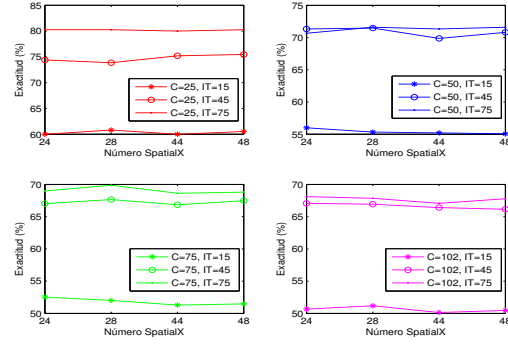 85
80
75
70
65
60
Exactitud (%)
24
28
44
48
Número SpatialX
C=25, IT=15
C=25, IT=45
C=25, IT=75
75
70
65
60
55
Exactitud (%)
24
28
44
48
Número SpatialX
C=50, IT=15
C=50, IT=45
C=50, IT=75
70
65
60
55
50
Exactitud (%)
24
28
44
48
Número SpatialX
C=75, IT=15
C=75, IT=45
C=75, IT=75
70
65
60
55
50
Exactitud (%)
24
28
44
48
Número SpatialX
C=102, IT=15
C=102, IT=45
C=102, IT=75